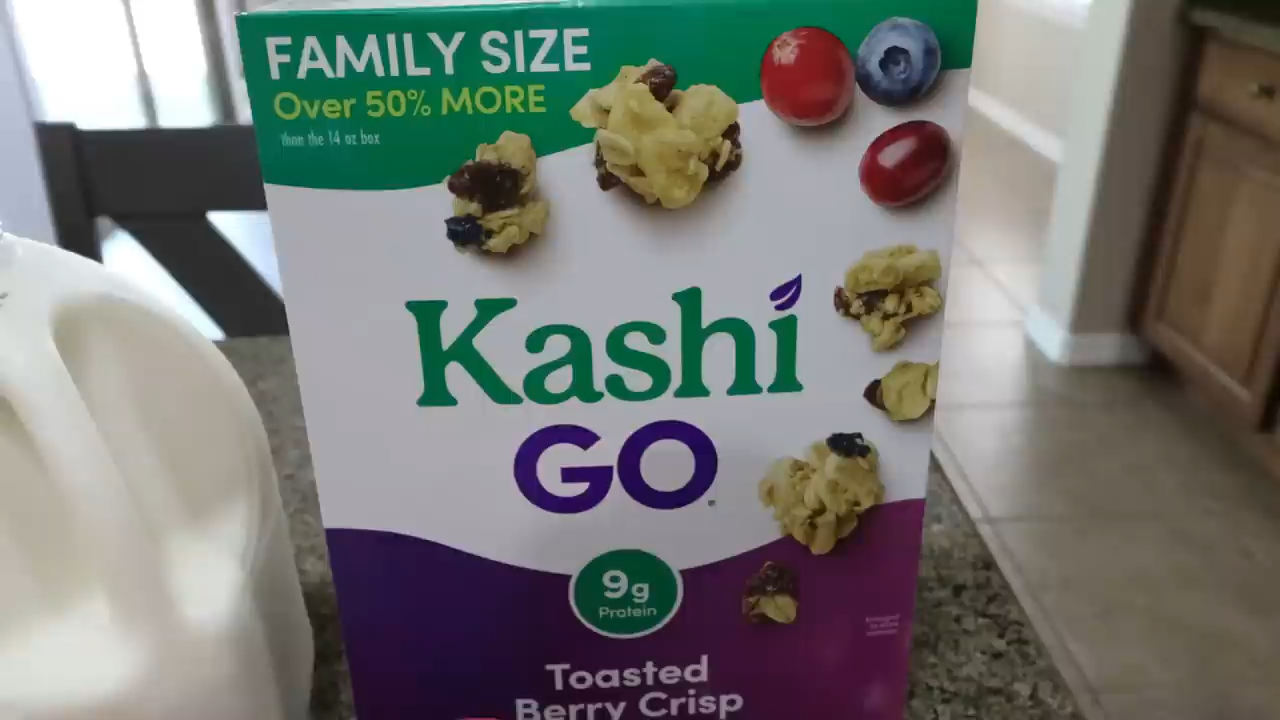 FAMILY SIZE
Over 50% MORE
than the 14 oz box
Kashi
GO
9g
Protein
Toasted
Berry Crisp